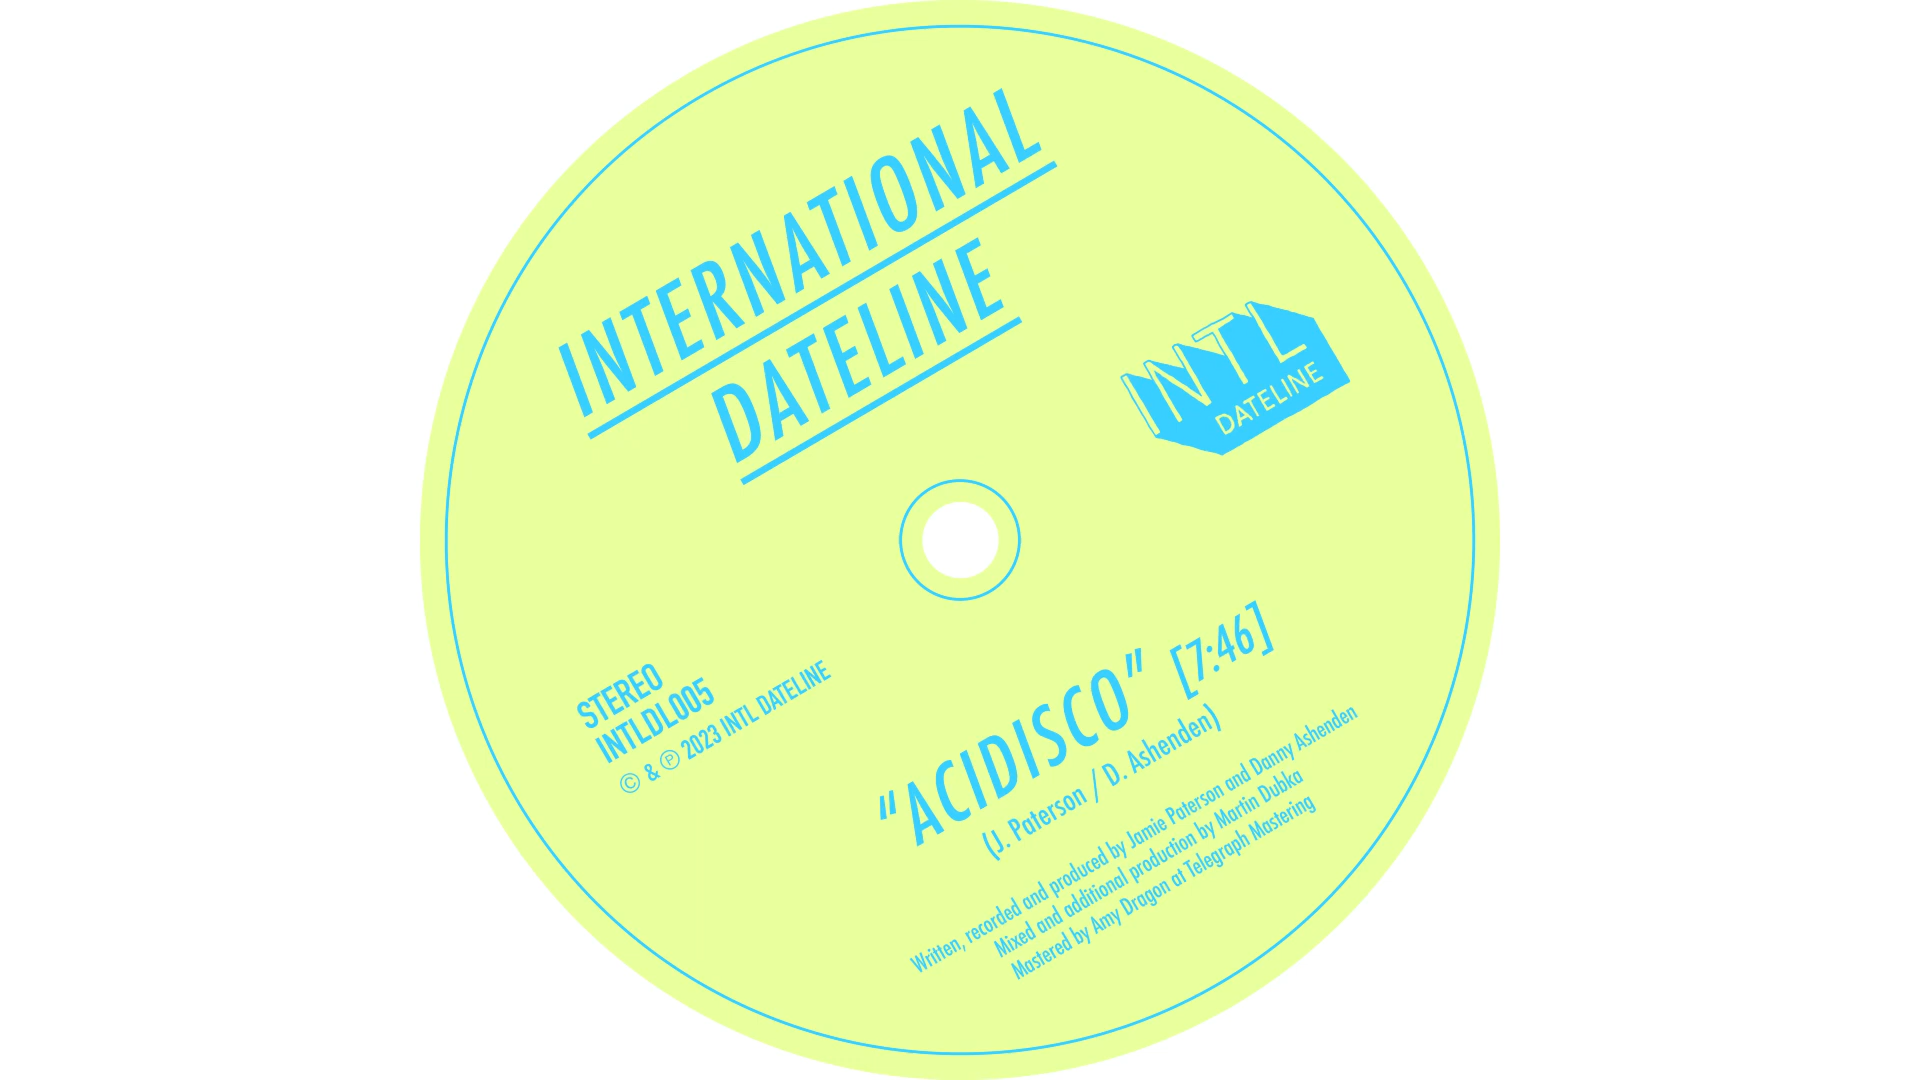 INTERNATIONAL
DATELINE
INTL
DATELINE
STEREO
INTLDL005
© & ℗ 2023 INTL DATELINE
“ACIDISCO” [7:46]
(J. Paterson / D. Ashenden)
Written, recorded and produced by Jamie Paterson and Danny Ashenden
Mixed and additional production by Martin Dubka
Mastered by Amy Dragon at Telegraph Mastering